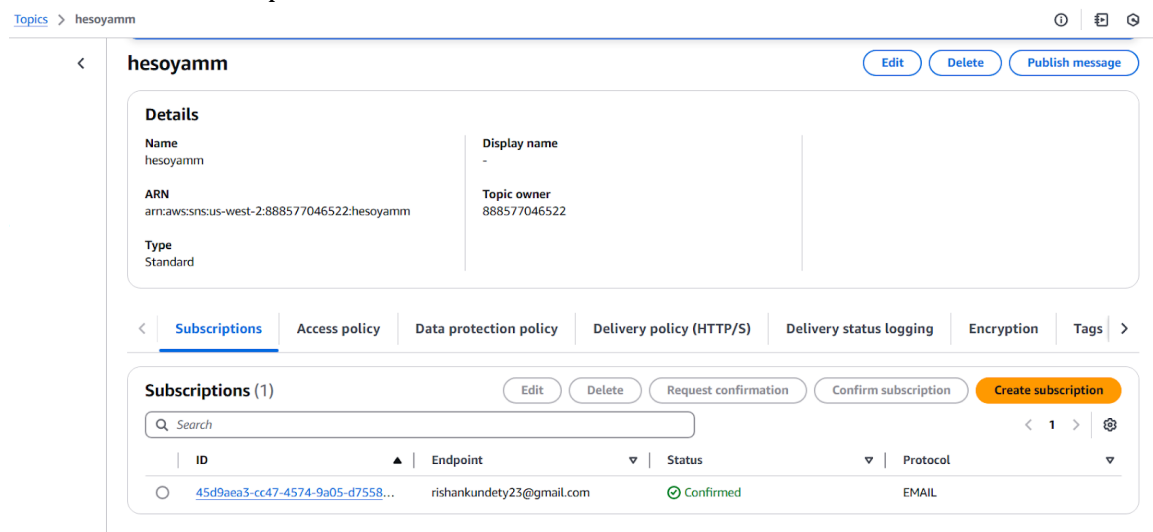 Topics > hesoyamm
hesoyamm
Edit
Delete
Publish message
Details
Name
hesoyamm
Display name
-
ARN
arn:aws:sns:us-west-2:888577046522:hesoyamm
Topic owner
888577046522
Type
Standard
Subscriptions
Access policy
Data protection policy
Delivery policy (HTTP/S)
Delivery status logging
Encryption
Tags
Subscriptions (1)
Edit
Delete
Request confirmation
Confirm subscription
Create subscription
Search
1
ID
Endpoint
Status
Protocol
45d9aea3-cc47-4574-9a05-d7558...
rishankundety23@gmail.com
Confirmed
EMAIL